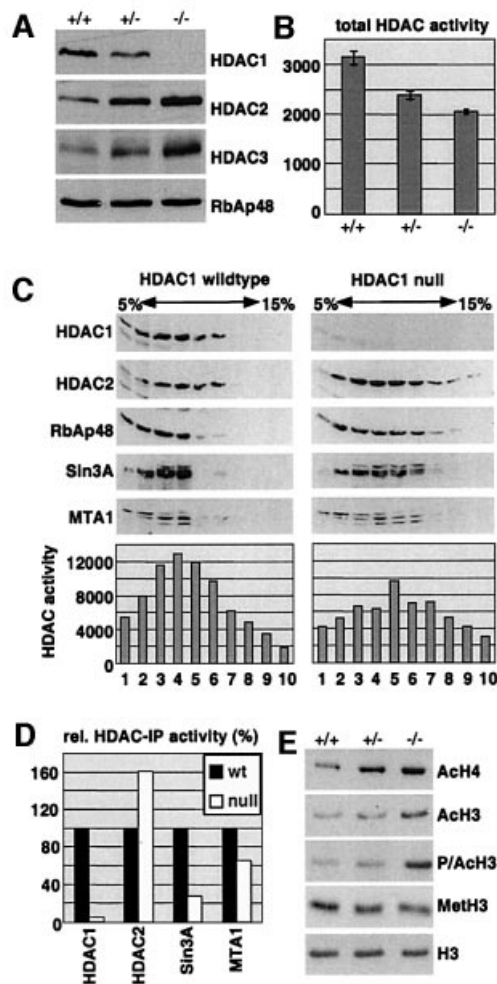 A
+/+ +/- -/-
HDAC1
HDAC2
HDAC3
RbAp48
B
total HDAC activity
3000
2000
1000
0
+/+ +/- -/-
C
HDAC1 wildtype
HDAC1 null
5% 15%
5% 15%
HDAC1
HDAC2
RbAp48
Sin3A
MTA1
HDAC activity
12000
8000
4000
0
1 2 3 4 5 6 7 8 9 10
1 2 3 4 5 6 7 8 9 10
D
rel. HDAC-IP activity (%)
160
120
80
40
0
wt
null
HDAC1
HDAC2
Sin3A
MTA1
E
+/+ +/- -/-
AcH4
AcH3
P/AcH3
MetH3
H3